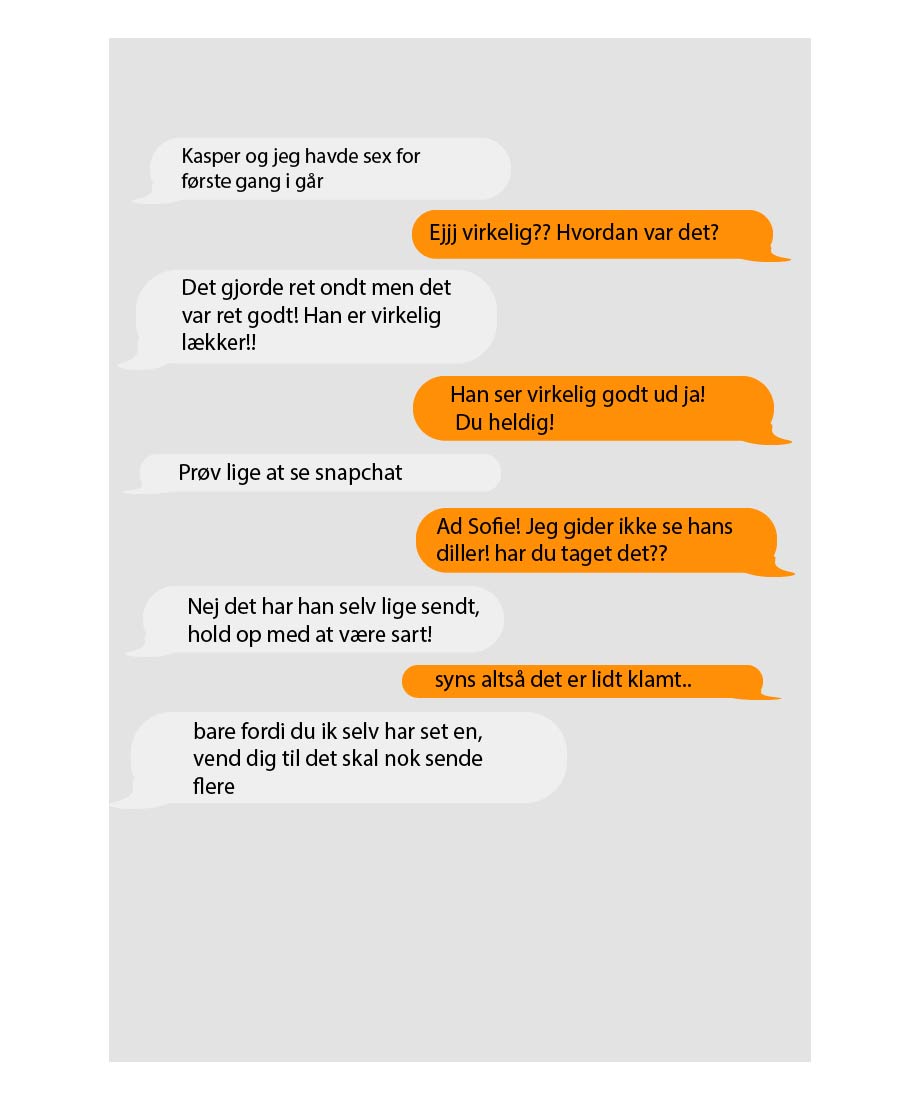 Kasper og jeg havde sex for
første gang i går
Ejjj virkelig?? Hvordan var det?
Det gjorde ret ondt men det
var ret godt! Han er virkelig
lækker!!
Han ser virkelig godt ud ja!
Du heldig!
Prøv lige at se snapchat
Ad Sofie! Jeg gider ikke se hans
diller! har du taget det??
Nej det har han selv lige sendt,
hold op med at være sart!
syns altså det er lidt klamt..
bare fordi du ik selv har set en,
vend dig til det skal nok sende
flere